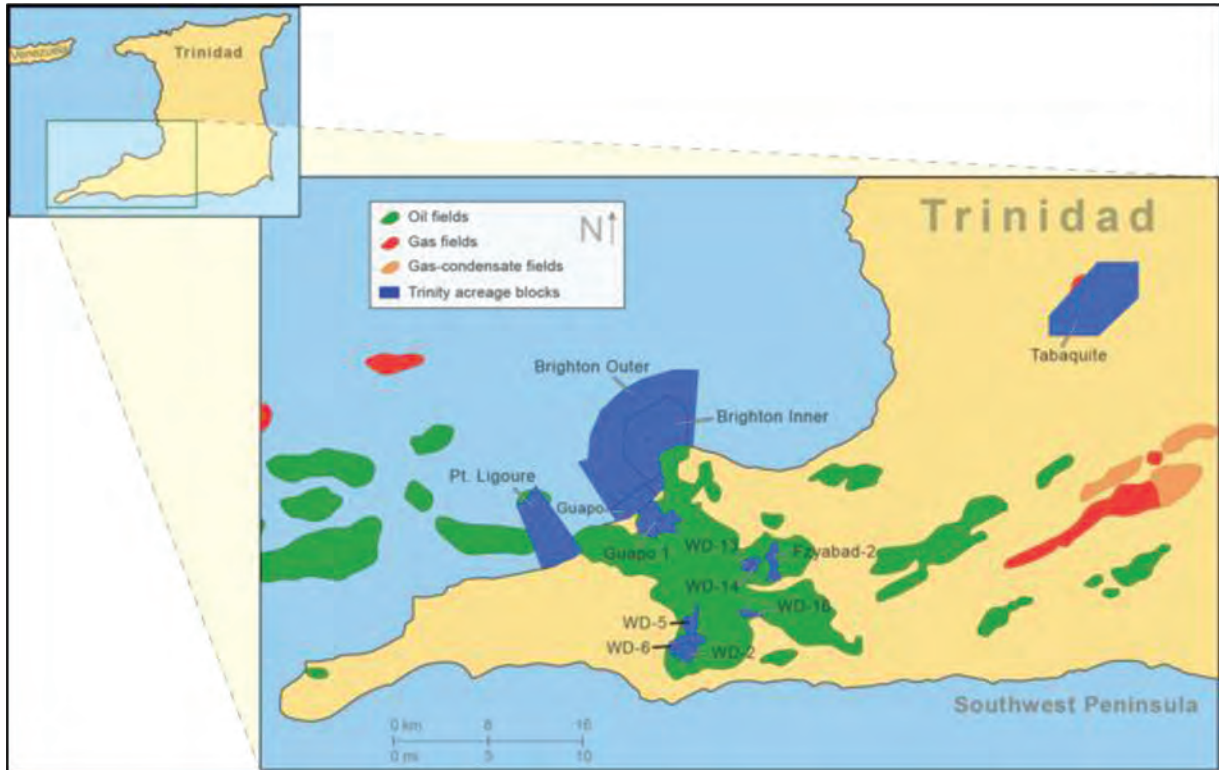 Venezuela
Trinidad
Oil fields
Gas fields
Gas-condensate fields
Trinity acreage blocks
N
Trinidad
Tabaquite
Brighton Outer
Brighton Inner
Pt. Ligoure
Guapo
Guapo 1
WD-13
Fzyabad-2
WD-14
WD-16
WD-5
WD-6
WD-2
Southwest Peninsula
0 km 8 16
0 mi 5 10